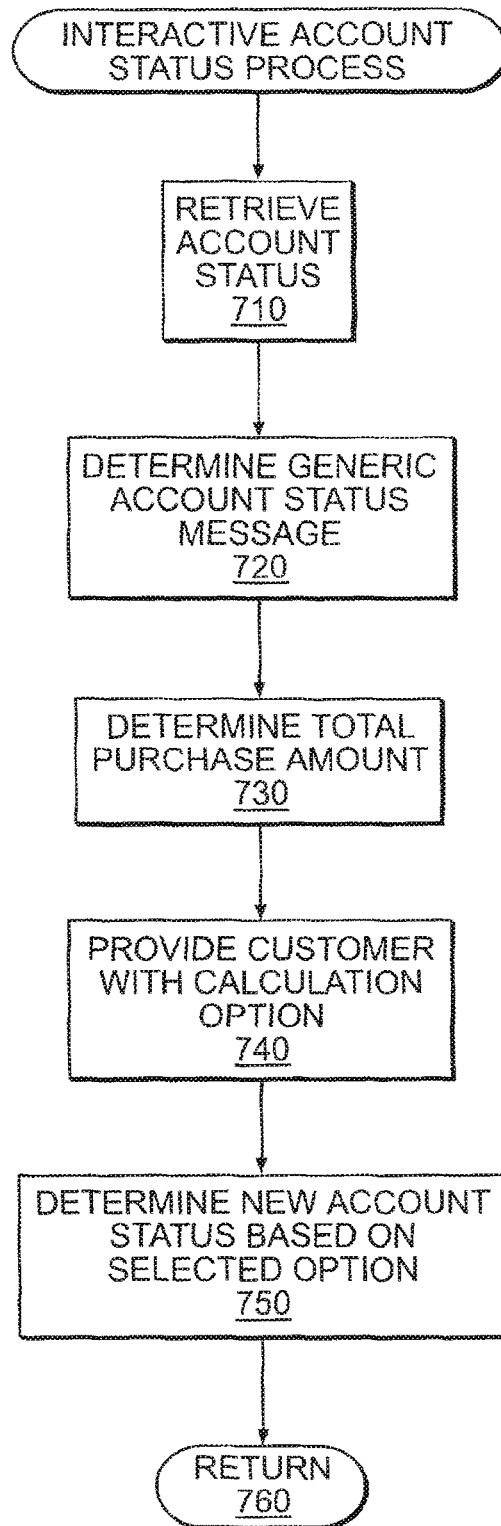 INTERACTIVE ACCOUNT
STATUS PROCESS
RETRIEVE
ACCOUNT
STATUS
710
DETERMINE GENERIC
ACCOUNT STATUS
MESSAGE
720
DETERMINE TOTAL
PURCHASE AMOUNT
730
PROVIDE CUSTOMER
WITH CALCULATION
OPTION
740
DETERMINE NEW ACCOUNT
STATUS BASED ON
SELECTED OPTION
750
RETURN
760